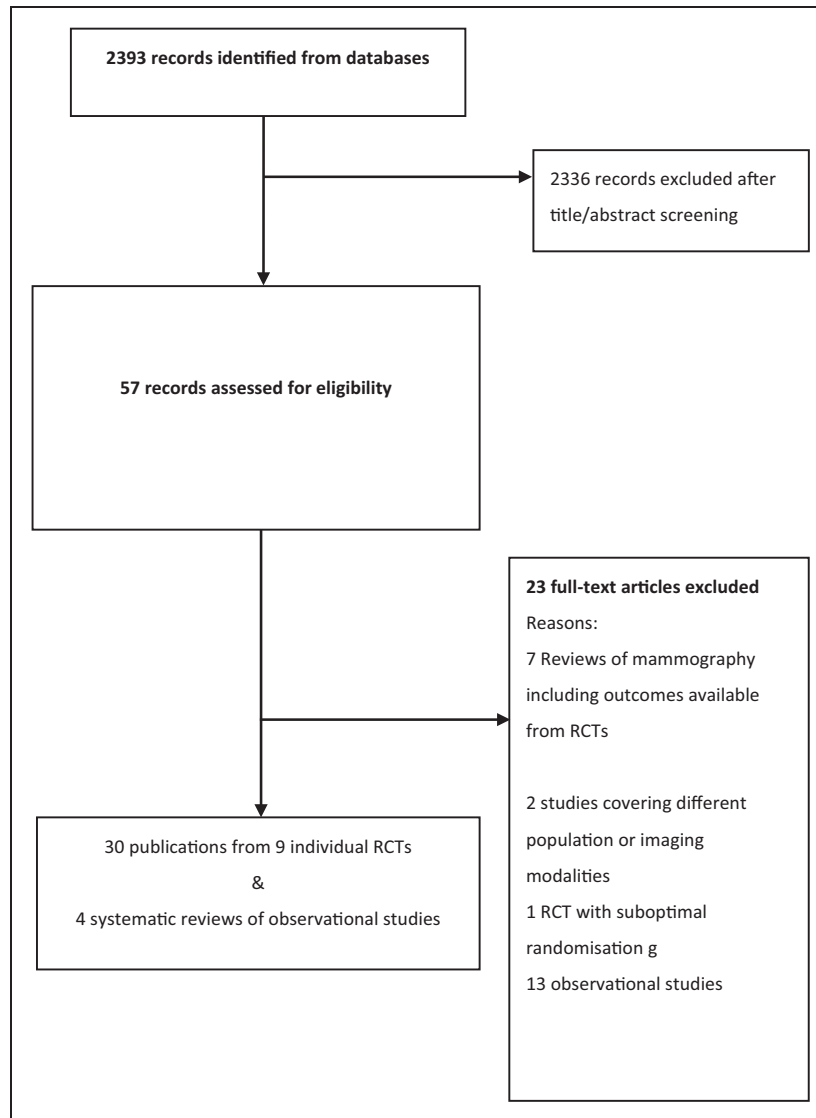 2393 records identified from databases
2336 records excluded after
title/abstract screening
57 records assessed for eligibility
23 full-text articles excluded
Reasons:
7 Reviews of mammography
including outcomes available
from RCTs
2 studies covering different
population or imaging
modalities
1 RCT with suboptimal
randomisation g
13 observational studies
30 publications from 9 individual RCTs
&
4 systematic reviews of observational studies